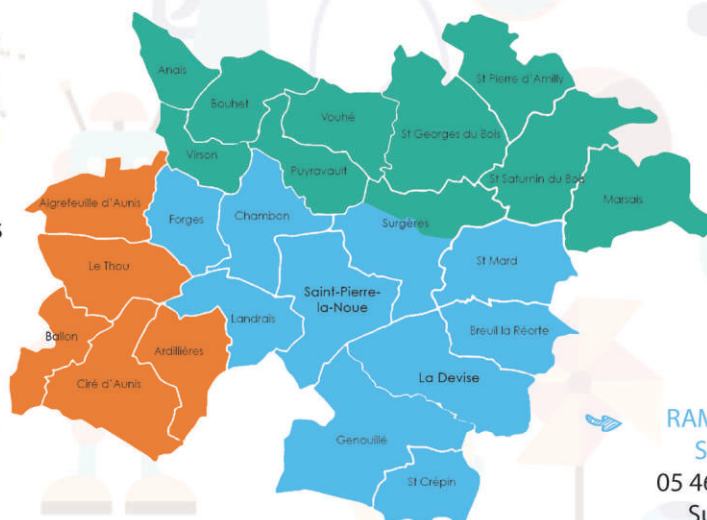 Anais
St Pierre d'Amilly
Bouhet
Vouhé
St Georges du Bois
Virson
Puyravault
St Saturnin du Bois
Marsais
Aigrefeuille d'Aunis
Forges
Chambon
Surgères
Le Thou
St Mard
Saint-Pierre-
la-Noue
Landrais
Ballon
Breuil la Réorte
Ardillières
Ciré d'Aunis
La Devise
Genouillé
St Crépin
RAM
S
05 46
Su
s